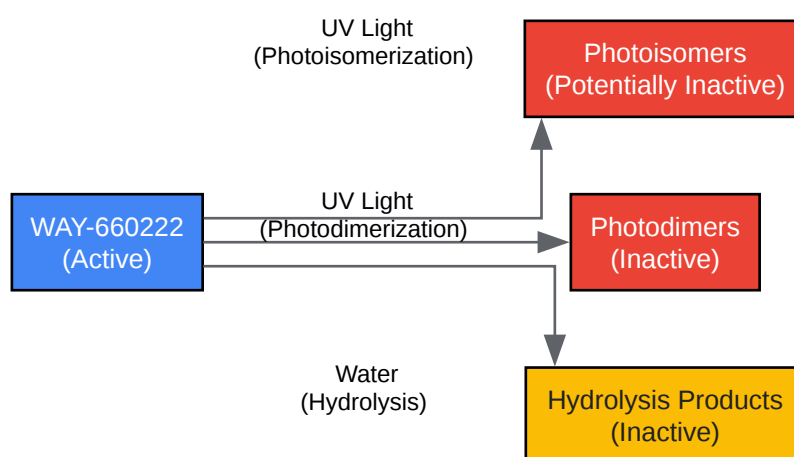 UV Light
(Photoisomerization)
Photoisomers
(Potentially Inactive)
WAY-660222
(Active)
UV Light
(Photodimerization)
Photodimers
(Inactive)
Water
(Hydrolysis)
Hydrolysis Products
(Inactive)